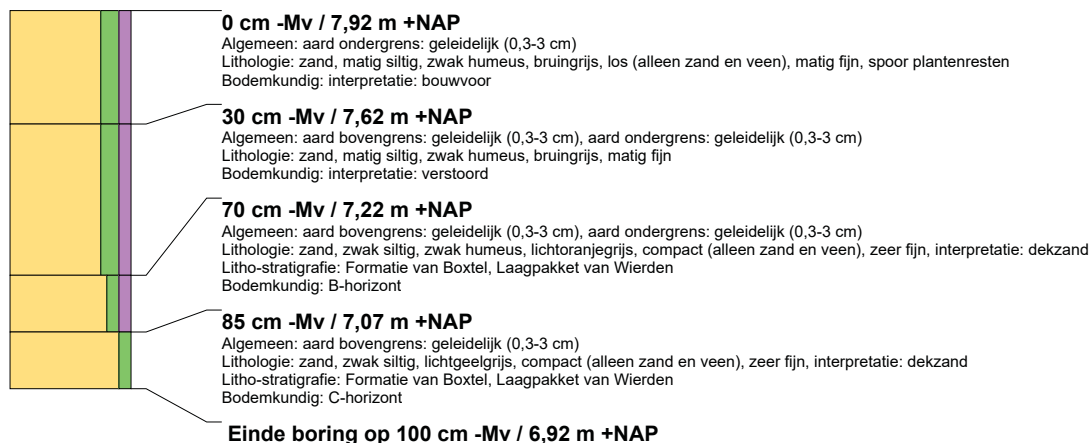 0 cm -Mv / 7,92 m +NAP
Algemeen: aard ondergrens: geleidelijk (0,3-3 cm)
Lithologie: zand, matig siltig, zwak humeus, bruingrijs, los (alleen zand en veen), matig fijn, spoor plantenresten
Bodemkundig: interpretatie: bouwvoor
30 cm -Mv / 7,62 m +NAP
Algemeen: aard bovengrens: geleidelijk (0,3-3 cm), aard ondergrens: geleidelijk (0,3-3 cm)
Lithologie: zand, matig siltig, zwak humeus, bruingrijs, matig fijn
Bodemkundig: interpretatie: verstoord
70 cm -Mv / 7,22 m +NAP
Algemeen: aard bovengrens: geleidelijk (0,3-3 cm), aard ondergrens: geleidelijk (0,3-3 cm)
Lithologie: zand, zwak siltig, zwak humeus, lichtoranjegrijs, compact (alleen zand en veen), zeer fijn, interpretatie: dekzand
Litho-stratigrafie: Formatie van Boxtel, Laagpakket van Wierden
Bodemkundig: B-horizont
85 cm -Mv / 7,07 m +NAP
Algemeen: aard bovengrens: geleidelijk (0,3-3 cm)
Lithologie: zand, zwak siltig, lichtgeelgrijs, compact (alleen zand en veen), zeer fijn, interpretatie: dekzand
Litho-stratigrafie: Formatie van Boxtel, Laagpakket van Wierden
Bodemkundig: C-horizont
Einde boring op 100 cm -Mv / 6,92 m +NAP